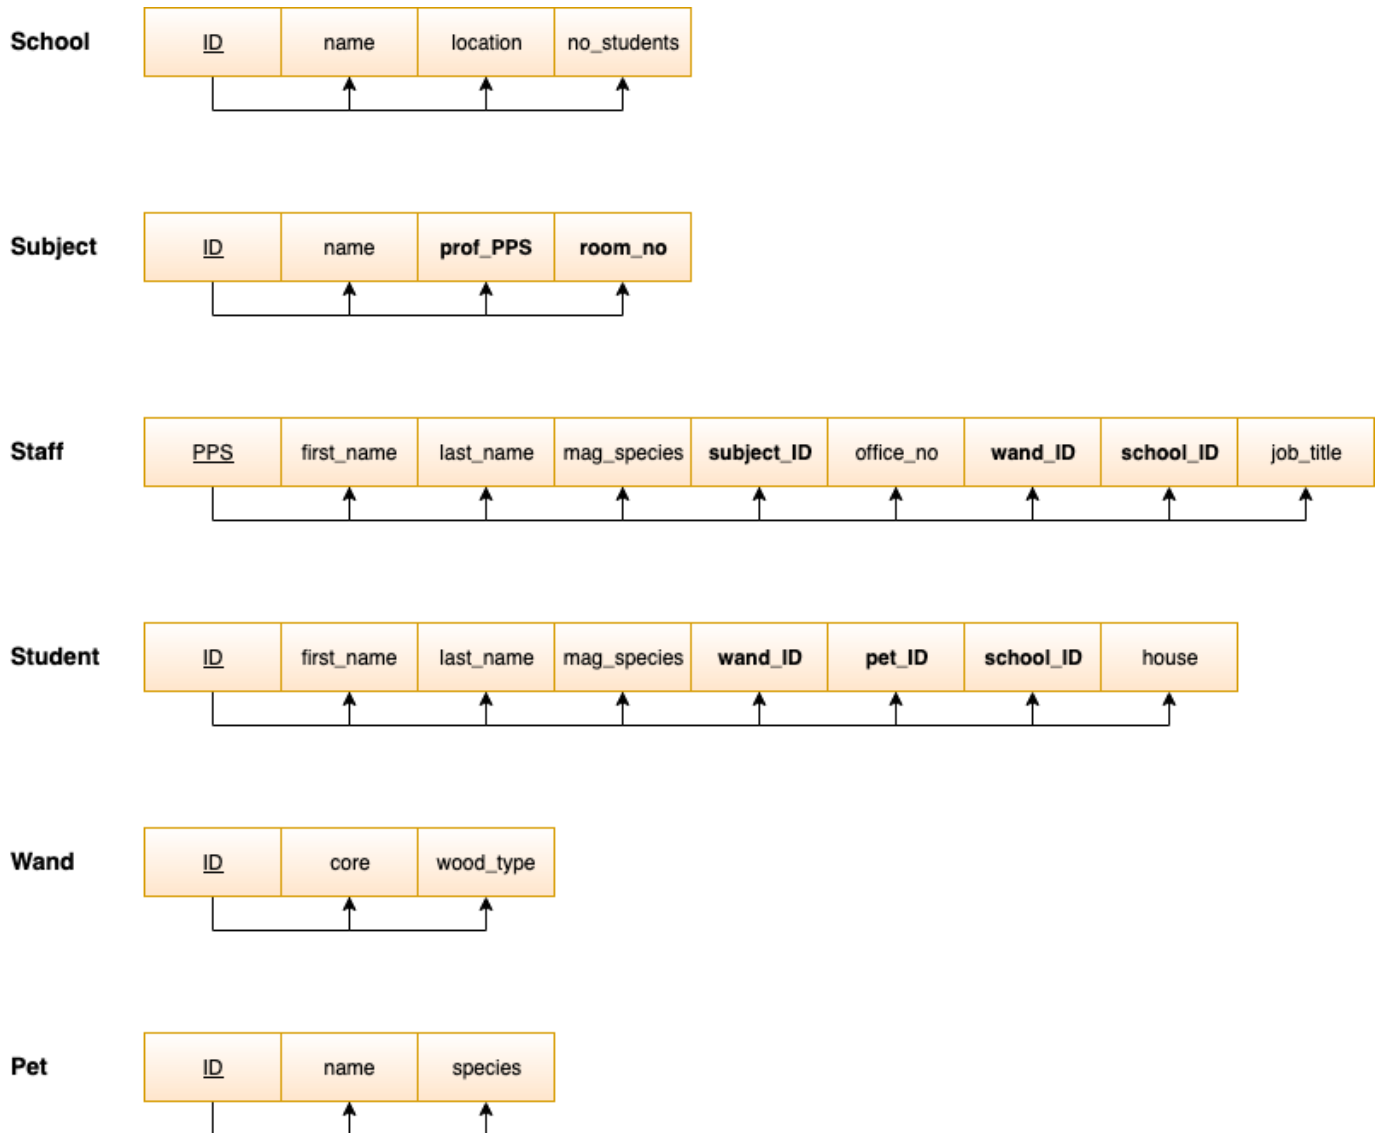 School ID name location no_students
Subject ID name prof_PPS room_no
Staff PPS first_name last_name mag_species subject_ID office_no wand_ID school_ID job_title
Student ID first_name last_name mag_species wand_ID pet_ID school_ID house
Wand ID core wood_type
Pet ID name species